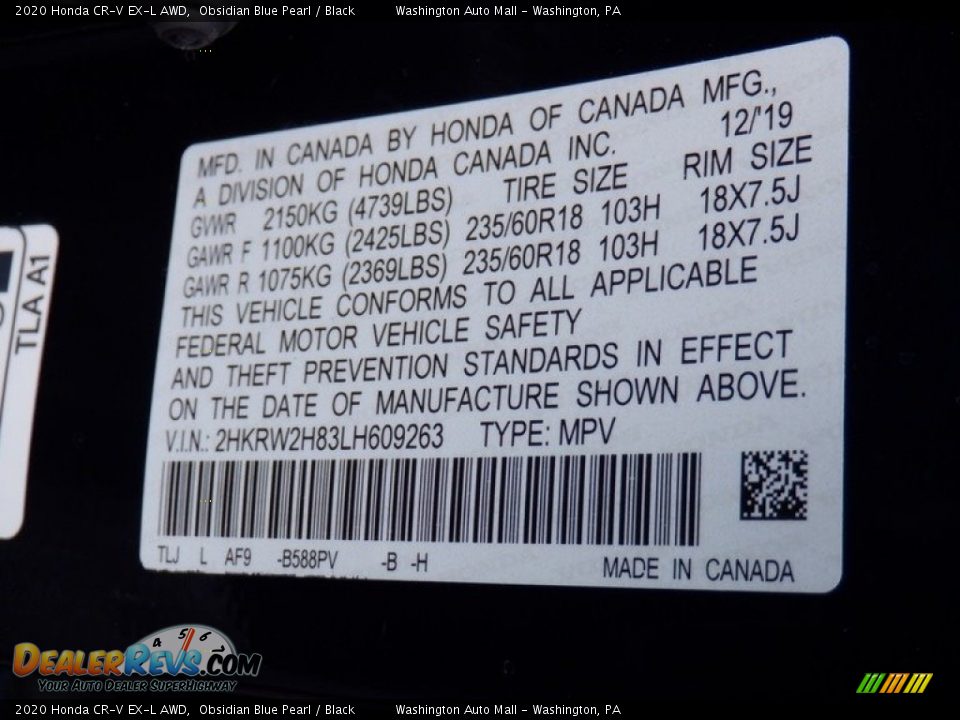 2020 Honda CR-V EX-L AWD,  Obsidian Blue Pearl / Black    Washington Auto Mall - Washington, PA
MFD. IN CANADA BY HONDA OF CANADA MFG.,
A DIVISION OF HONDA CANADA INC. 12/'19
GVWR 2150KG (4739LBS) TIRE SIZE RIM SIZE
GAWR F 1100KG (2425LBS) 235/60R18 103H 18X7.5J
GAWR R 1075KG (2369LBS) 235/60R18 103H 18X7.5J
THIS VEHICLE CONFORMS TO ALL APPLICABLE
FEDERAL MOTOR VEHICLE SAFETY
AND THEFT PREVENTION STANDARDS IN EFFECT
ON THE DATE OF MANUFACTURE SHOWN ABOVE.
V.I.N.: 2HKRW2H83LH609263 TYPE: MPV
TLJ L AF9 -B588PV -B -H MADE IN CANADA
TLA A1
4 5 6
DEALERREVS.COM
YOUR AUTO DEALER SUPERHIGHWAY
2020 Honda CR-V EX-L AWD,  Obsidian Blue Pearl / Black    Washington Auto Mall - Washington, PA